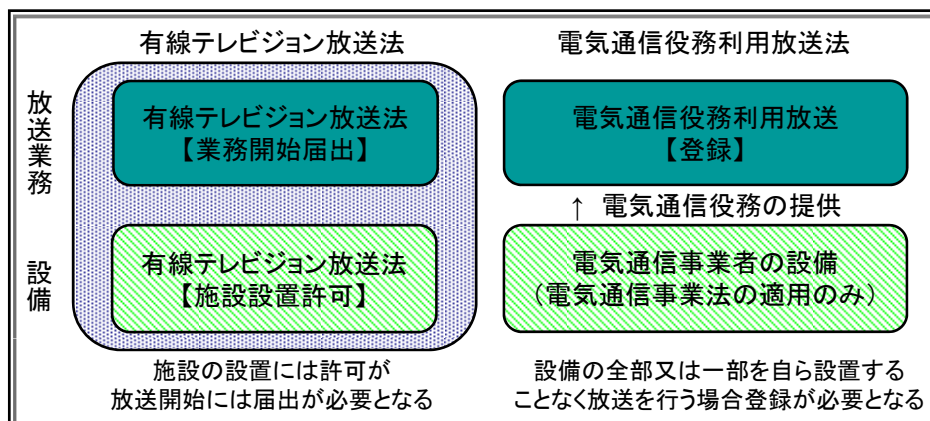 有線テレビジョン放送法
電気通信役務利用放送法
放送業務
有線テレビジョン放送法
【業務開始届出】
電気通信役務利用放送
【登録】
↑ 電気通信役務の提供
設備
有線テレビジョン放送法
【施設設置許可】
電気通信事業者の設備
（電気通信事業法の適用のみ）
施設の設置には許可が
放送開始には届出が必要となる
設備の全部又は一部を自ら設置する
ことなく放送を行う場合登録が必要となる